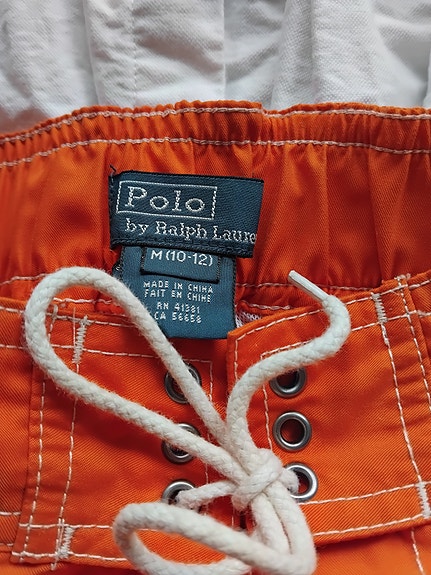 Polo
by Ralph Laure
M (10-12)
MADE IN CHINA
FAIT EN CHINE
RN 41381
CA 56658